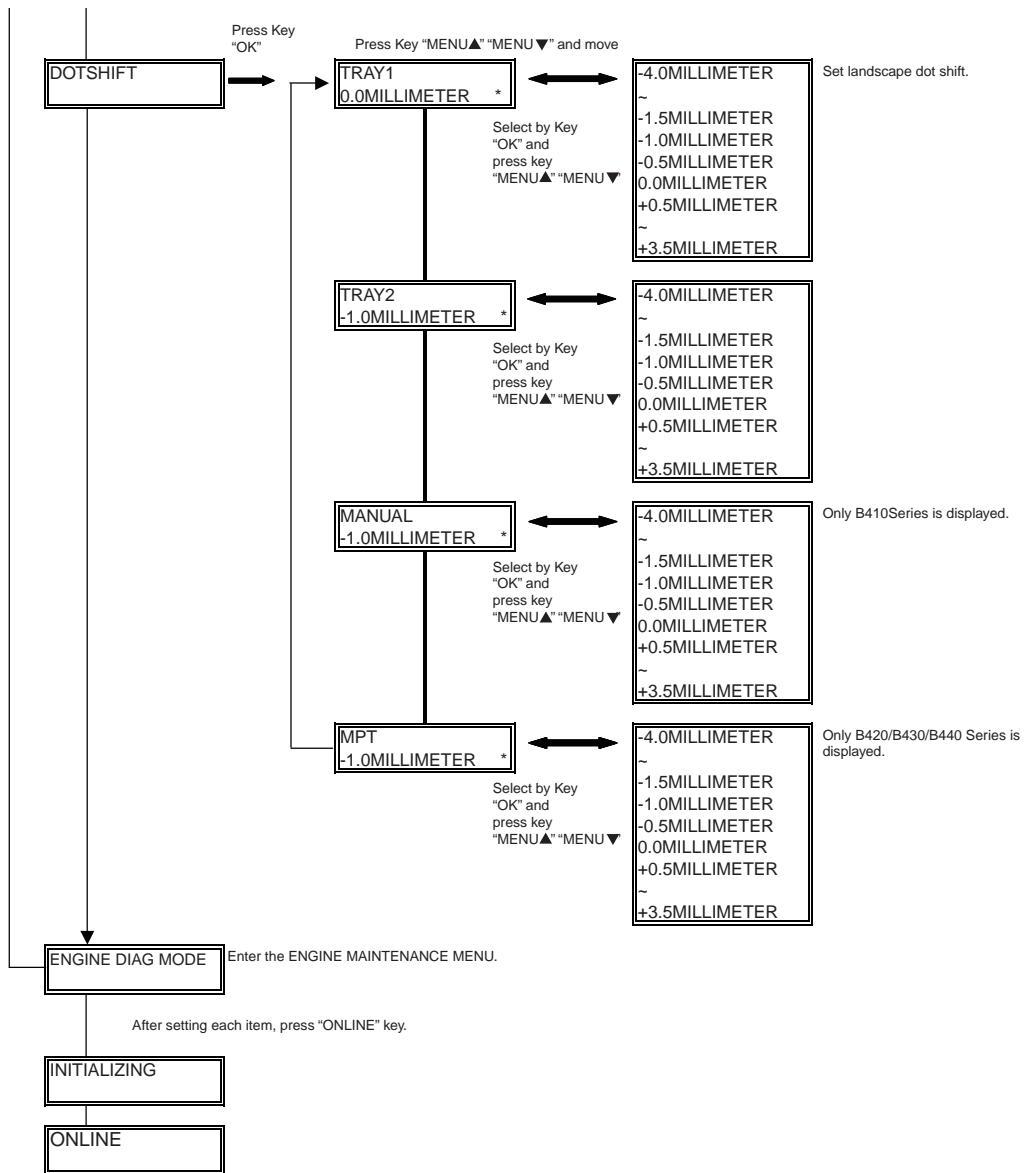 Press Key
“OK”
Press Key “MENU▲” “MENU▼” and move
DOTSHIFT
TRAY1
0.0MILLIMETER *
Select by Key
“OK” and
press key
“MENU▲” “MENU▼”
-4.0MILLIMETER
~
-1.5MILLIMETER
-1.0MILLIMETER
-0.5MILLIMETER
0.0MILLIMETER
+0.5MILLIMETER
~
+3.5MILLIMETER
Set landscape dot shift.
TRAY2
-1.0MILLIMETER *
Select by Key
“OK” and
press key
“MENU▲” “MENU▼”
-4.0MILLIMETER
~
-1.5MILLIMETER
-1.0MILLIMETER
-0.5MILLIMETER
0.0MILLIMETER
+0.5MILLIMETER
~
+3.5MILLIMETER
MANUAL
-1.0MILLIMETER *
Select by Key
“OK” and
press key
“MENU▲” “MENU▼”
-4.0MILLIMETER
~
-1.5MILLIMETER
-1.0MILLIMETER
-0.5MILLIMETER
0.0MILLIMETER
+0.5MILLIMETER
~
+3.5MILLIMETER
Only B410Series is displayed.
MPT
-1.0MILLIMETER *
Select by Key
“OK” and
press key
“MENU▲” “MENU▼”
-4.0MILLIMETER
~
-1.5MILLIMETER
-1.0MILLIMETER
-0.5MILLIMETER
0.0MILLIMETER
+0.5MILLIMETER
~
+3.5MILLIMETER
Only B420/B430/B440 Series is
displayed.
ENGINE DIAG MODE
Enter the ENGINE MAINTENANCE MENU.
After setting each item, press “ONLINE” key.
INITIALIZING
ONLINE